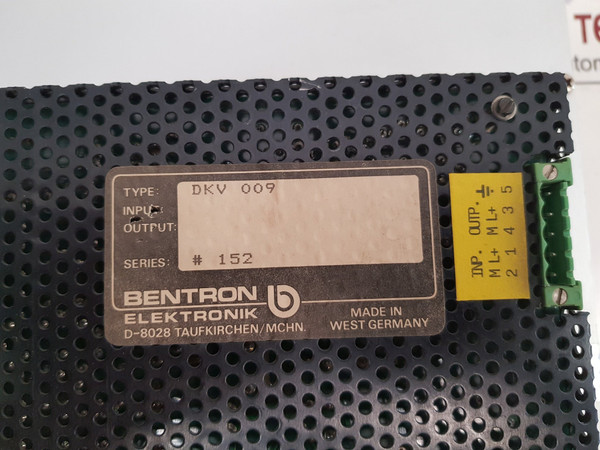 TYPE: DKV 009
INPUT:
OUTPUT:
SERIES: # 152
BENTRON b
ELEKTRONIK
D-8028 TAUFKIRCHEN/MCHN.
MADE IN
WEST GERMANY
INP. OUTP. ⏚
M L+ M L+
2 1 4 3 5